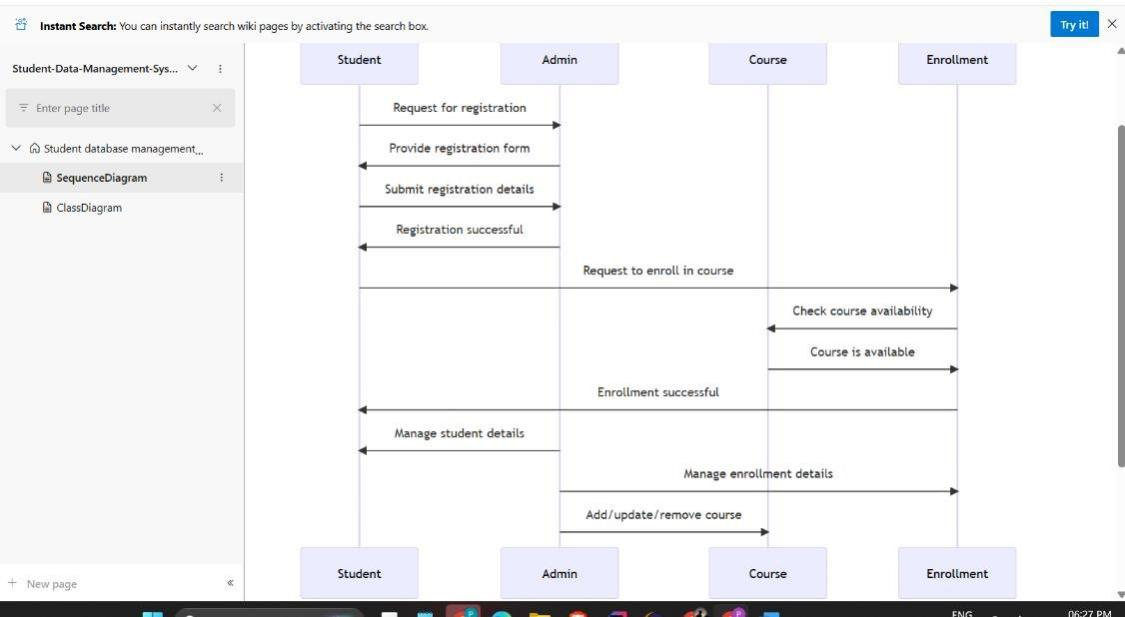 Instant Search: You can instantly search wiki pages by activating the search box.
Try it!
Student-Data-Management-Sys...
Enter page title
Student database management...
SequenceDiagram
ClassDiagram
New page
Student Admin Course Enrollment
Request for registration
Provide registration form
Submit registration details
Registration successful
Request to enroll in course
Check course availability
Course is available
Enrollment successful
Manage student details
Manage enrollment details
Add/update/remove course
Student Admin Course Enrollment
ENG
06:27 PM